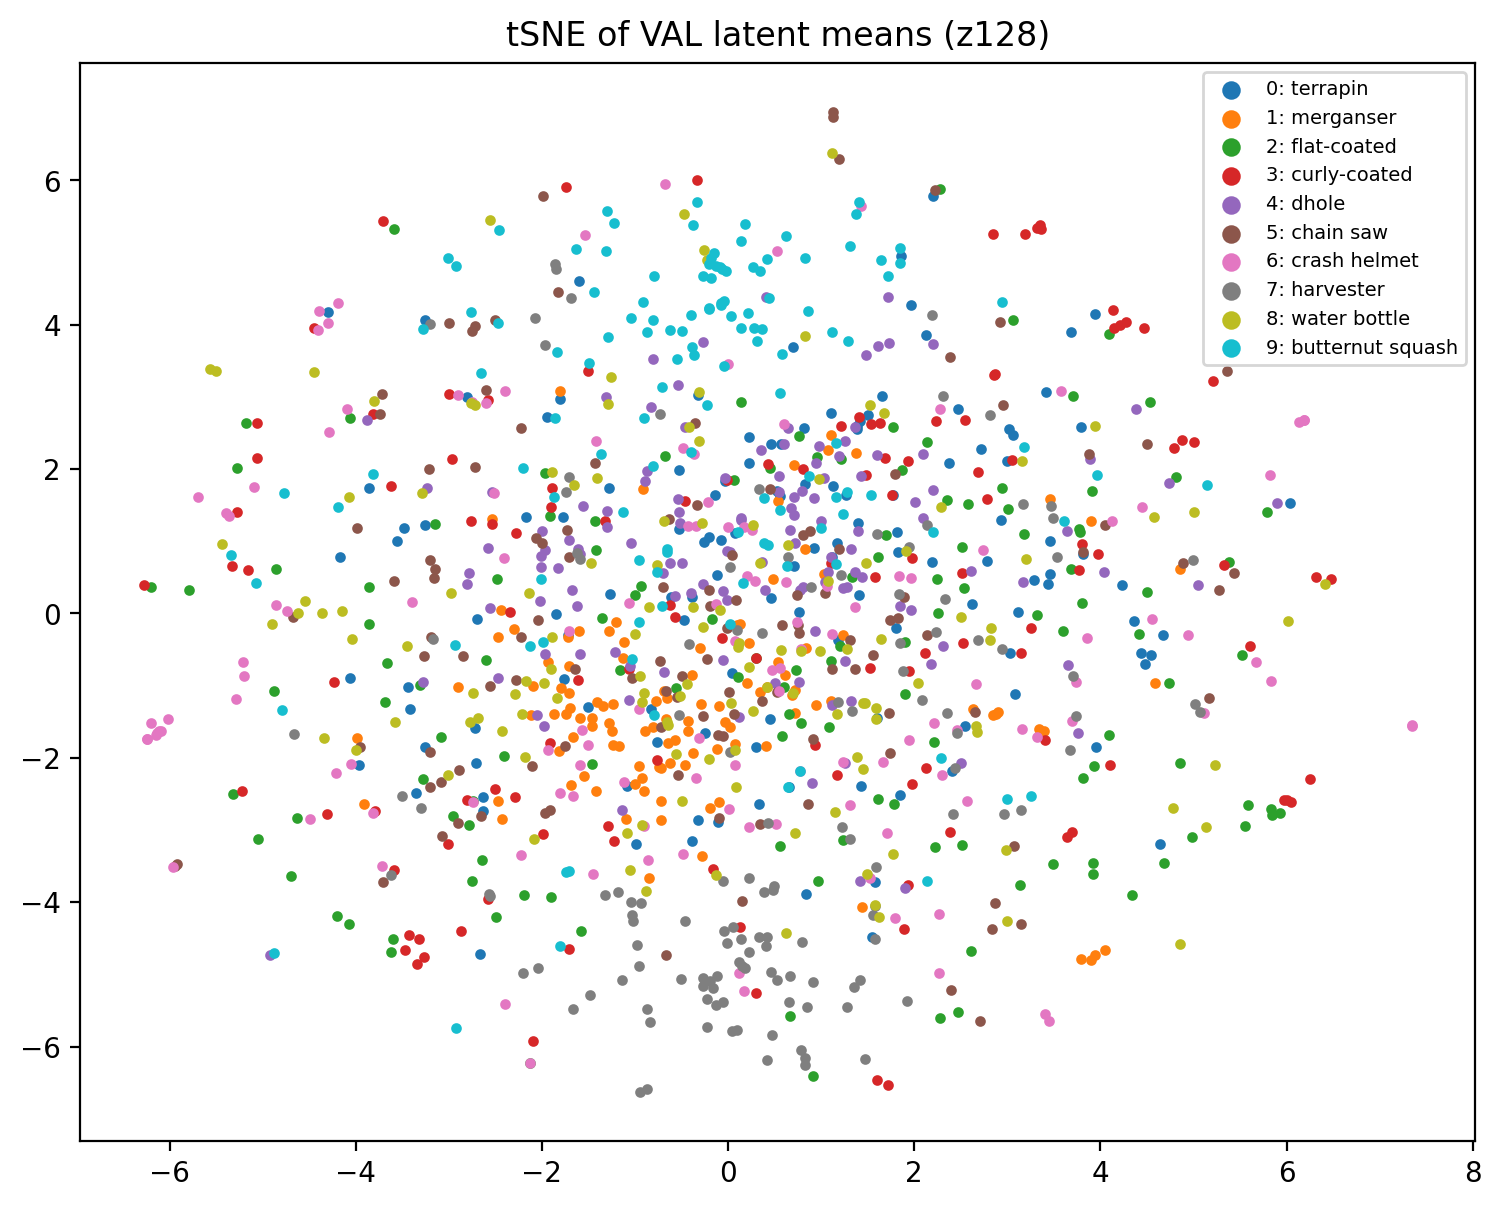 tSNE of VAL latent means (z128)
0: terrapin
1: merganser
2: flat-coated
3: curly-coated
4: dhole
5: chain saw
6: crash helmet
7: harvester
8: water bottle
9: butternut squash
6
4
2
0
−2
−4
−6
−6 −4 −2 0 2 4 6 8